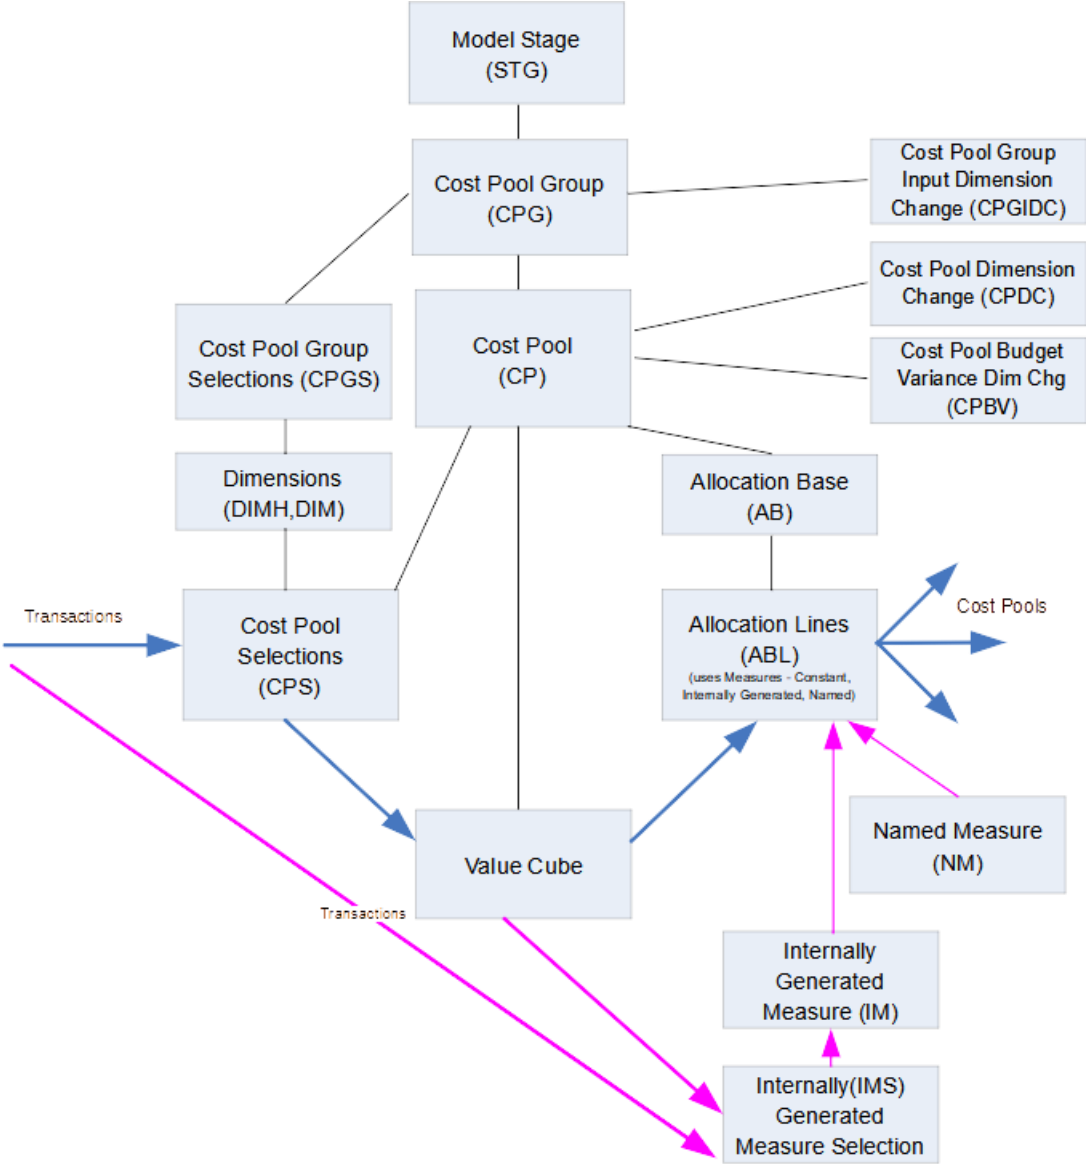 Model Stage
(STG)
Cost Pool Group
(CPG)
Cost Pool Group
Input Dimension
Change (CPGIDC)
Cost Pool Dimension
Change (CPDC)
Cost Pool Group
Selections (CPGS)
Cost Pool
(CP)
Cost Pool Budget
Variance Dim Chg
(CPBV)
Dimensions
(DIMH,DIM)
Allocation Base
(AB)
Transactions
Cost Pool
Selections
(CPS)
Allocation Lines
(ABL)
(uses Measures - Constant,
Internally Generated, Named)
Cost Pools
Value Cube
Named Measure
(NM)
Transactions
Internally
Generated
Measure (IM)
Internally(IMS)
Generated
Measure Selection